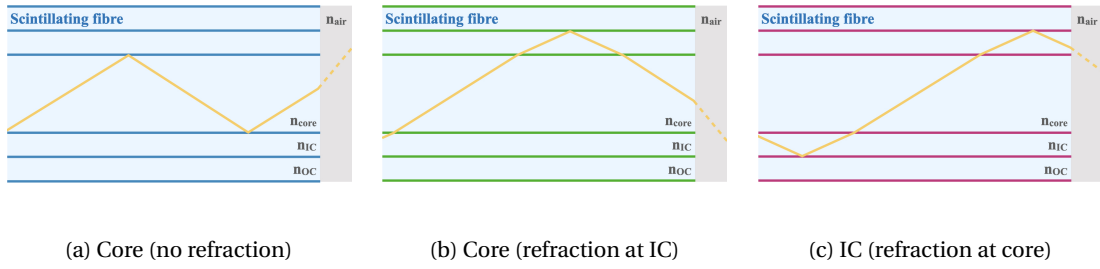 Scintillating fibre
n_air
n_core
n_IC
n_OC
(a) Core (no refraction)
Scintillating fibre
n_air
n_core
n_IC
n_OC
(b) Core (refraction at IC)
Scintillating fibre
n_air
n_core
n_IC
n_OC
(c) IC (refraction at core)